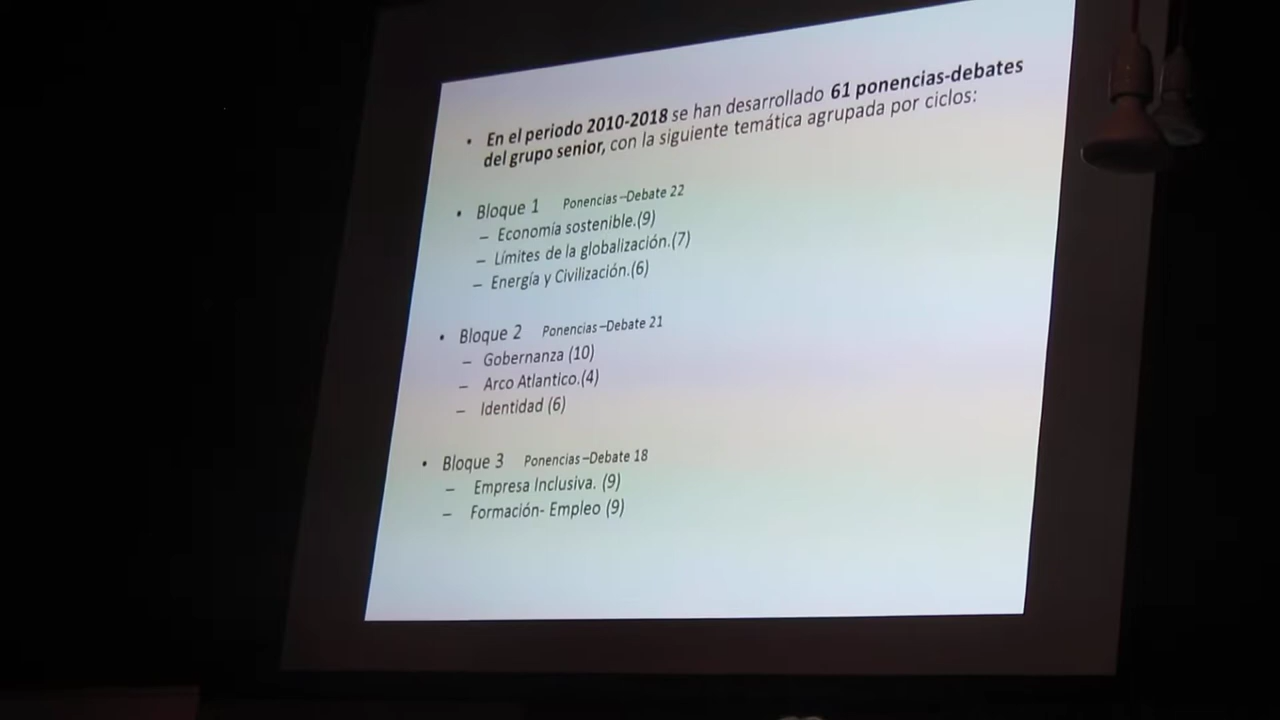 • En el periodo 2010-2018 se han desarrollado 61 ponencias-debates
del grupo senior, con la siguiente temática agrupada por ciclos:
• Bloque 1 Ponencias –Debate 22
– Economía sostenible.(9)
– Límites de la globalización.(7)
– Energía y Civilización.(6)
• Bloque 2 Ponencias –Debate 21
– Gobernanza (10)
– Arco Atlantico.(4)
– Identidad (6)
• Bloque 3 Ponencias –Debate 18
– Empresa Inclusiva. (9)
– Formación- Empleo (9)